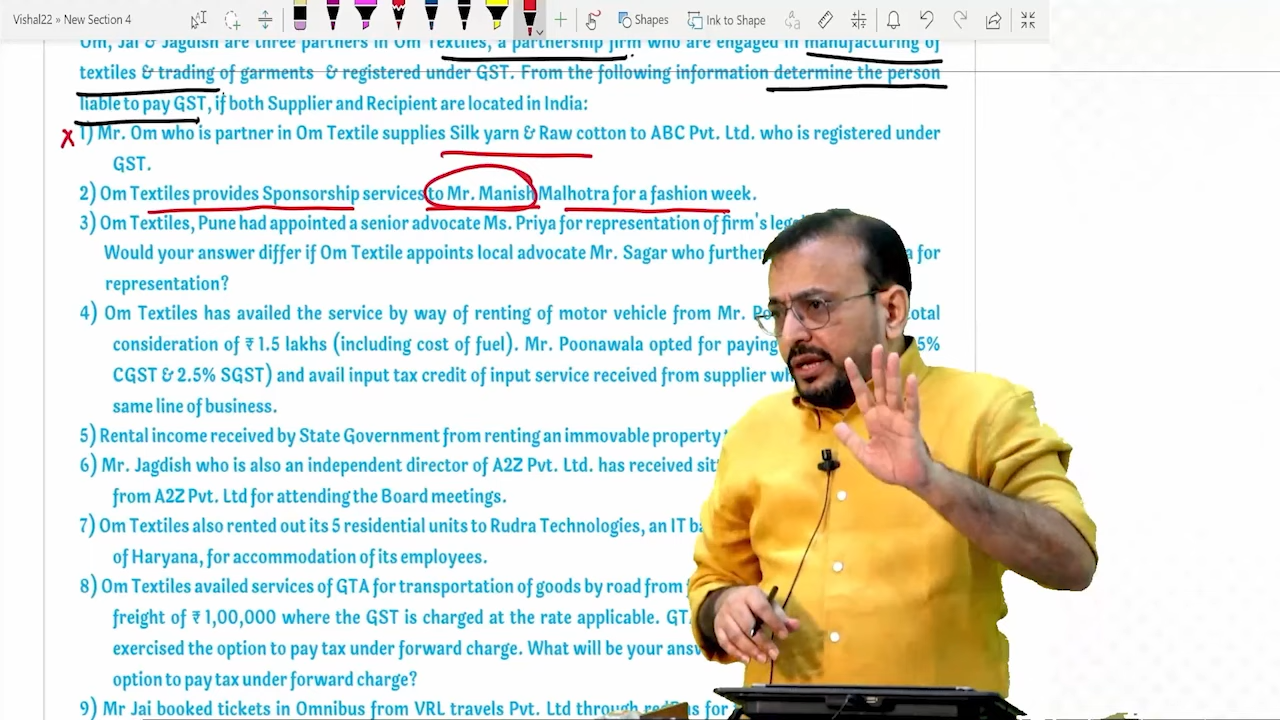 Vishal22 » New Section 4
Shapes
Ink to Shape
Om, Jai & Jagdish are three partners in Om Textiles, a partnership firm who are engaged in manufacturing of
textiles & trading of garments & registered under GST. From the following information determine the person
liable to pay GST, if both Supplier and Recipient are located in India:
X 1) Mr. Om who is partner in Om Textile supplies Silk yarn & Raw cotton to ABC Pvt. Ltd. who is registered under
GST.
2) Om Textiles provides Sponsorship services to Mr. Manish Malhotra for a fashion week.
3) Om Textiles, Pune had appointed a senior advocate Ms. Priya for representation of firm's
Would your answer differ if Om Textile appoints local advocate Mr. Sagar who for
representation?
4) Om Textiles has availed the service by way of renting of motor vehicle from Mr.
consideration of ₹ 1.5 lakhs (including cost of fuel). Mr. Poonawala opted for paying 5%
CGST & 2.5% SGST) and avail input tax credit of input service received from supplier
same line of business.
5) Rental income received by State Government from renting an immovable property
6) Mr. Jagdish who is also an independent director of A2Z Pvt. Ltd. has received
from A2Z Pvt. Ltd for attending the Board meetings.
7) Om Textiles also rented out its 5 residential units to Rudra Technologies, an IT
of Haryana, for accommodation of its employees.
8) Om Textiles availed services of GTA for transportation of goods by road from
freight of ₹ 1,00,000 where the GST is charged at the rate applicable.
exercised the option to pay tax under forward charge. What will be your
option to pay tax under forward charge?
9) Mr Jai booked tickets in Omnibus from VRL travels Pvt. Ltd through for